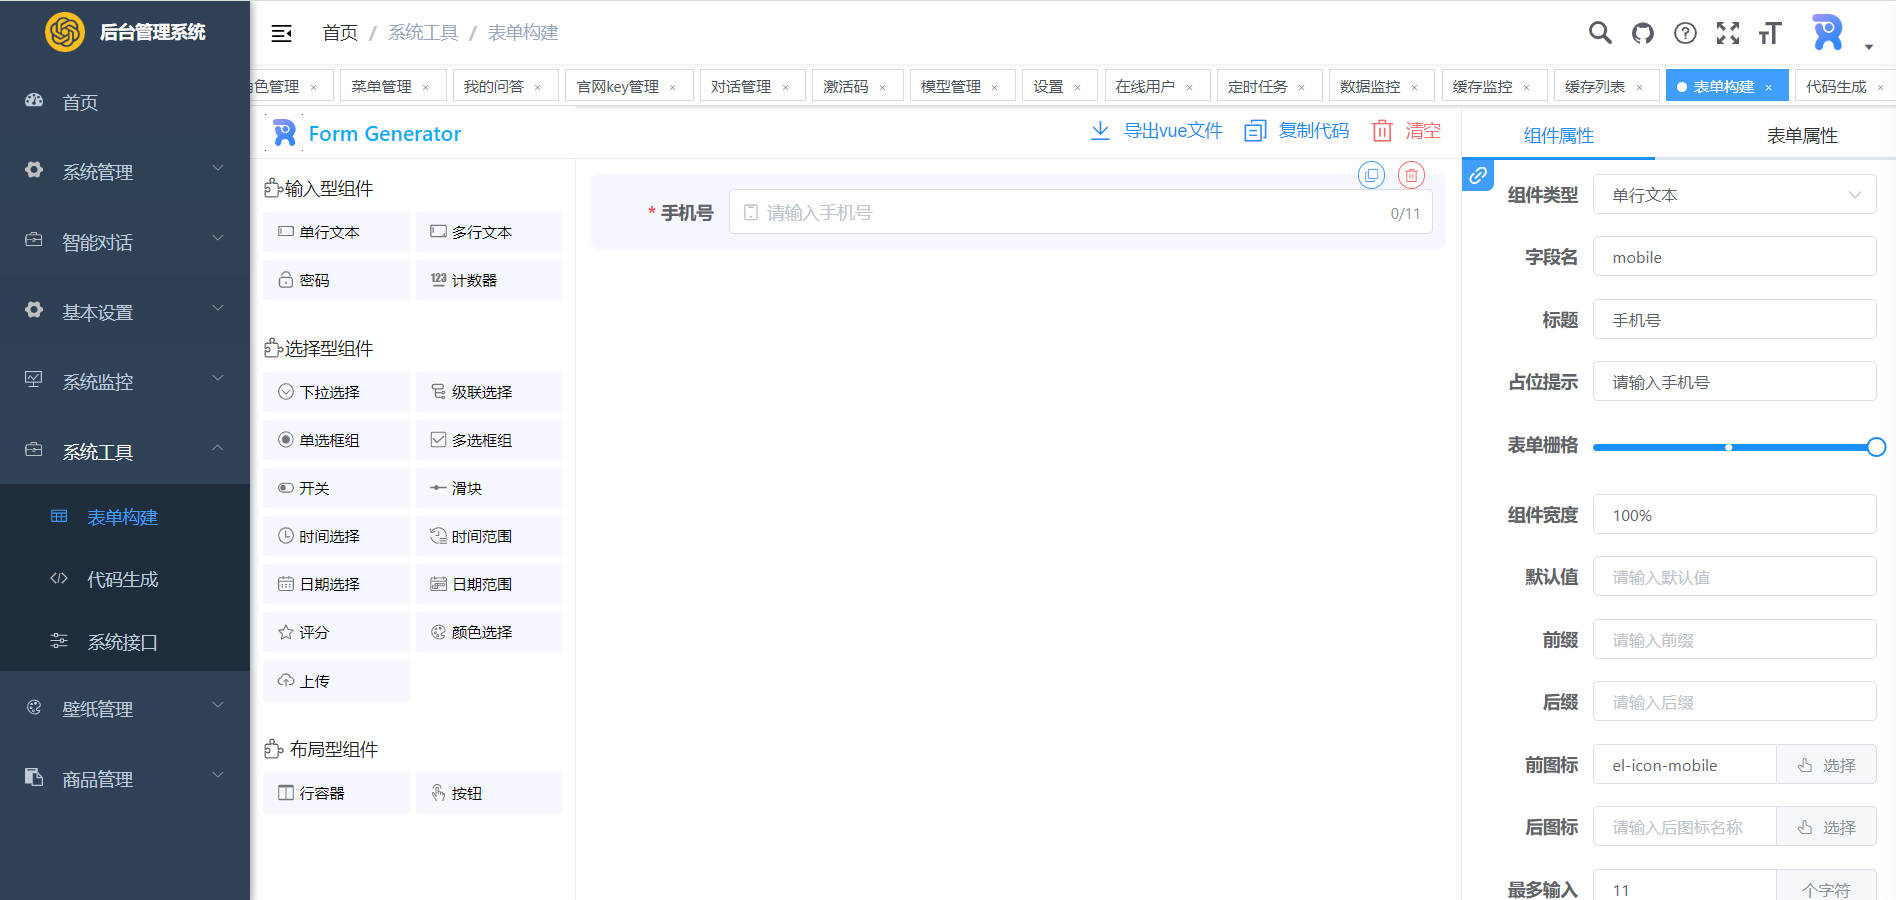 后台管理系统
首页
系统管理
智能对话
基本设置
系统监控
系统工具
表单构建
代码生成
系统接口
壁纸管理
商品管理
首页 / 系统工具 / 表单构建
色管理 ×
菜单管理 ×
我的问答 ×
官网key管理 ×
对话管理 ×
激活码 ×
模型管理 ×
设置 ×
在线用户 ×
定时任务 ×
数据监控 ×
缓存监控 ×
缓存列表 ×
表单构建 ×
代码生成 ×
Form Generator
导出vue文件
复制代码
清空
输入型组件
单行文本
多行文本
密码
123 计数器
选择型组件
下拉选择
级联选择
单选框组
多选框组
开关
滑块
时间选择
时间范围
日期选择
日期范围
评分
颜色选择
上传
布局型组件
行容器
按钮
* 手机号
请输入手机号
0/11
组件属性
表单属性
组件类型
单行文本
字段名
mobile
标题
手机号
占位提示
请输入手机号
表单栅格
组件宽度
100%
默认值
请输入默认值
前缀
请输入前缀
后缀
请输入后缀
前图标
el-icon-mobile
选择
后图标
请输入后图标名称
选择
最多输入
11
个字符